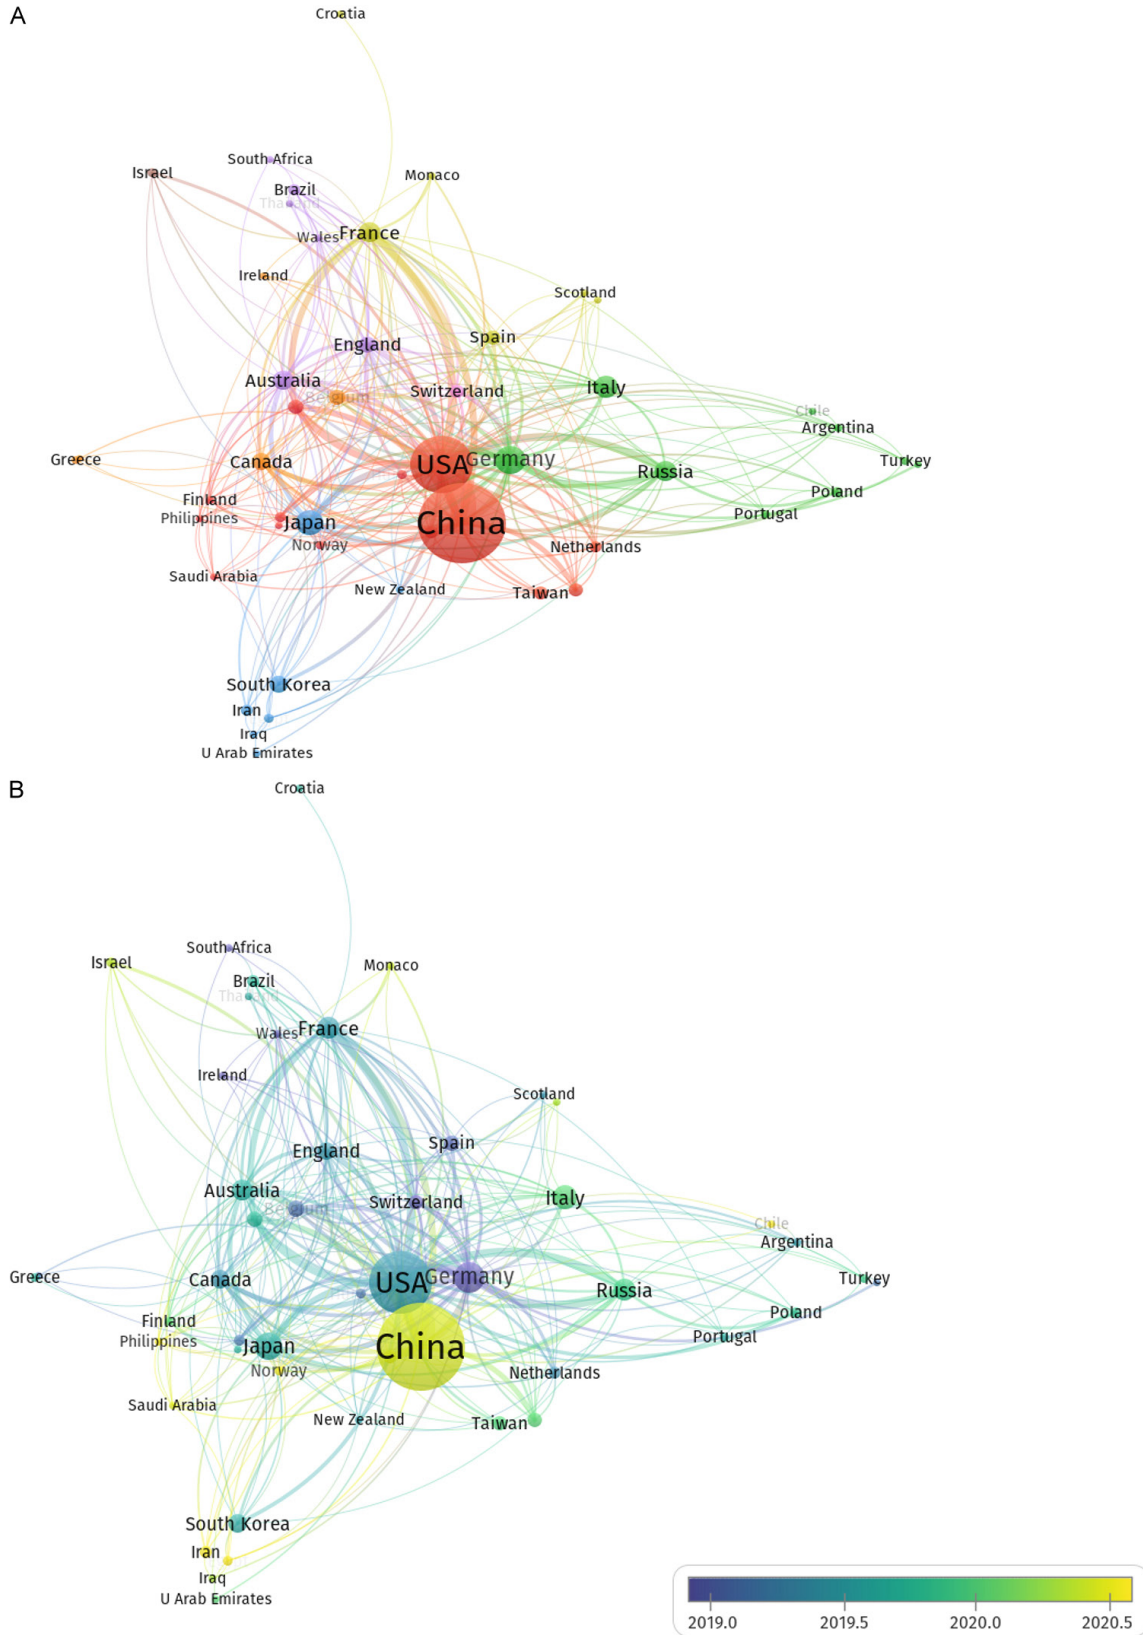 A
Croatia
South Africa
Israel
Monaco
Brazil
Thailand
Wales
France
Ireland
Scotland
Spain
England
Australia
Switzerland
Italy
Belgium
Chile
Argentina
Greece
Canada
USA
Germany
Russia
Turkey
Poland
Finland
Philippines
Portugal
Japan
China
Norway
Netherlands
Saudi Arabia
New Zealand
Taiwan
South Korea
Iran
Iraq
U Arab Emirates
B
Croatia
South Africa
Israel
Monaco
Brazil
Thailand
Wales
France
Ireland
Scotland
Spain
England
Australia
Switzerland
Italy
Belgium
Chile
Argentina
Greece
Canada
USA
Germany
Russia
Turkey
Poland
Finland
Philippines
Portugal
Japan
China
Norway
Netherlands
Saudi Arabia
New Zealand
Taiwan
South Korea
Iran
Iraq
U Arab Emirates
2019.0 2019.5 2020.0 2020.5